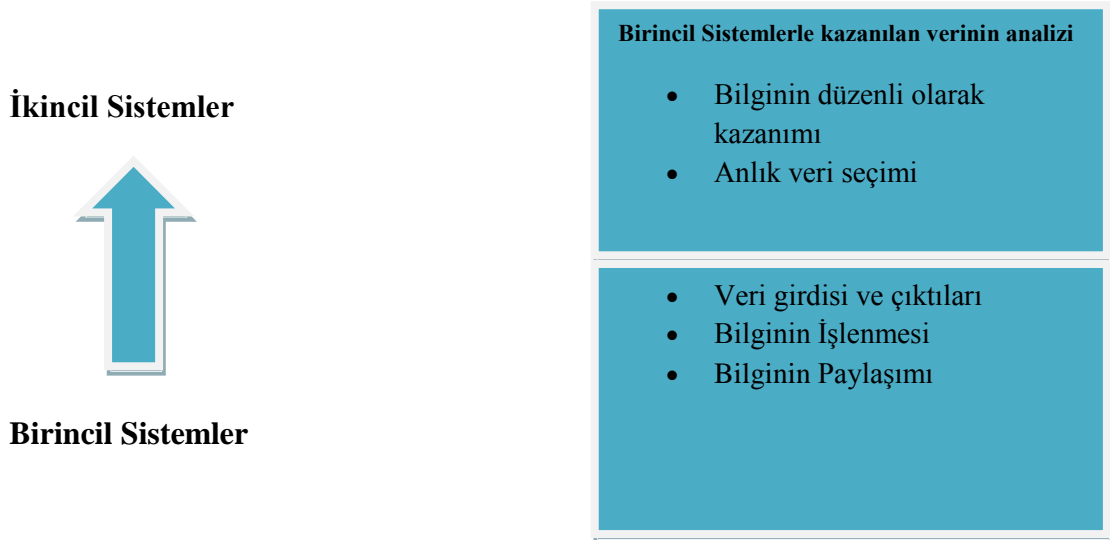 İkincil Sistemler
Birincil Sistemler
Birincil Sistemlerle kazanılan verinin analizi
• Bilginin düzenli olarak
kazanımı
• Anlık veri seçimi
• Veri girdisi ve çıktıları
• Bilginin İşlenmesi
• Bilginin Paylaşımı